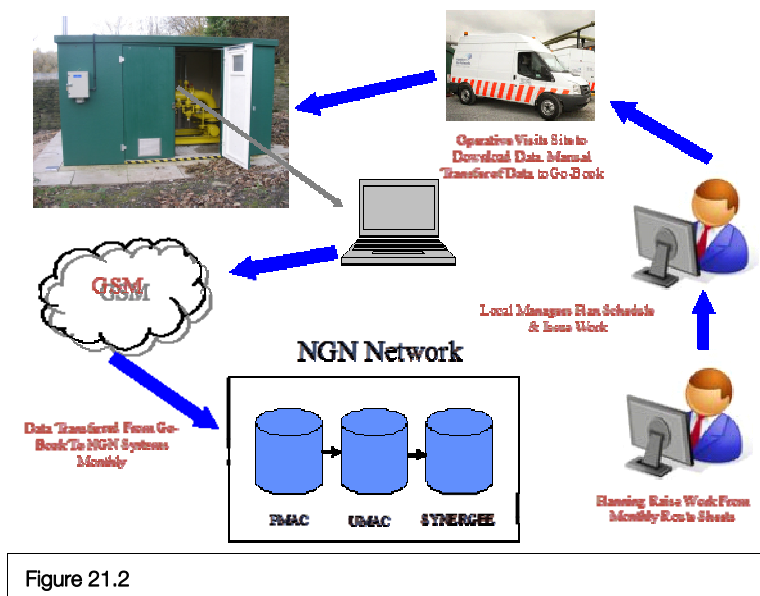 Operative Visits Site to
Download Data. Manual
Transfer of Data to Go-Book
GSM
Local Managers Plan Schedule
& Issue Work
NGN Network
Data Transferred From Go-
Book To NGN Systems
Monthly
PMAC
UMAC
SYNERGEE
Planning Raise Work From
Monthly Route Sheets
Figure 21.2